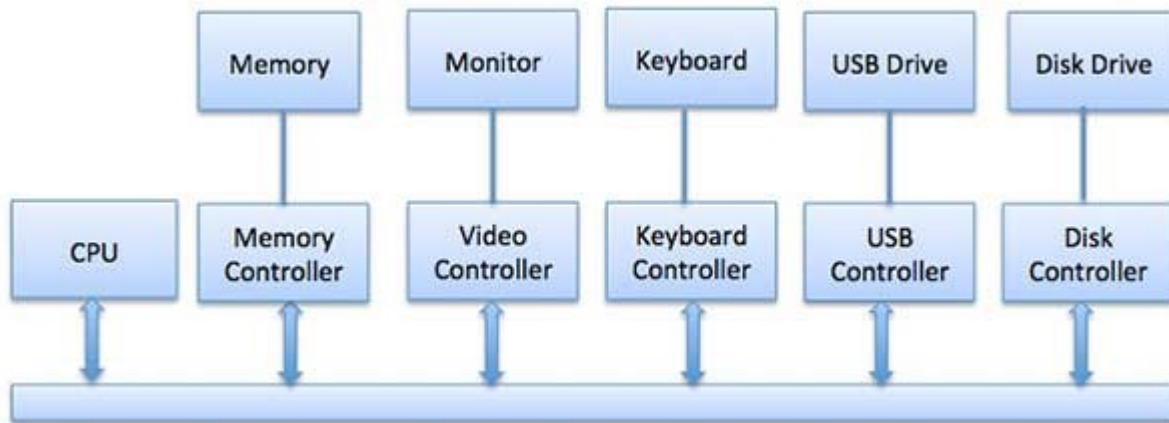 Memory
Monitor
Keyboard
USB Drive
Disk Drive
CPU
Memory
Controller
Video
Controller
Keyboard
Controller
USB
Controller
Disk
Controller